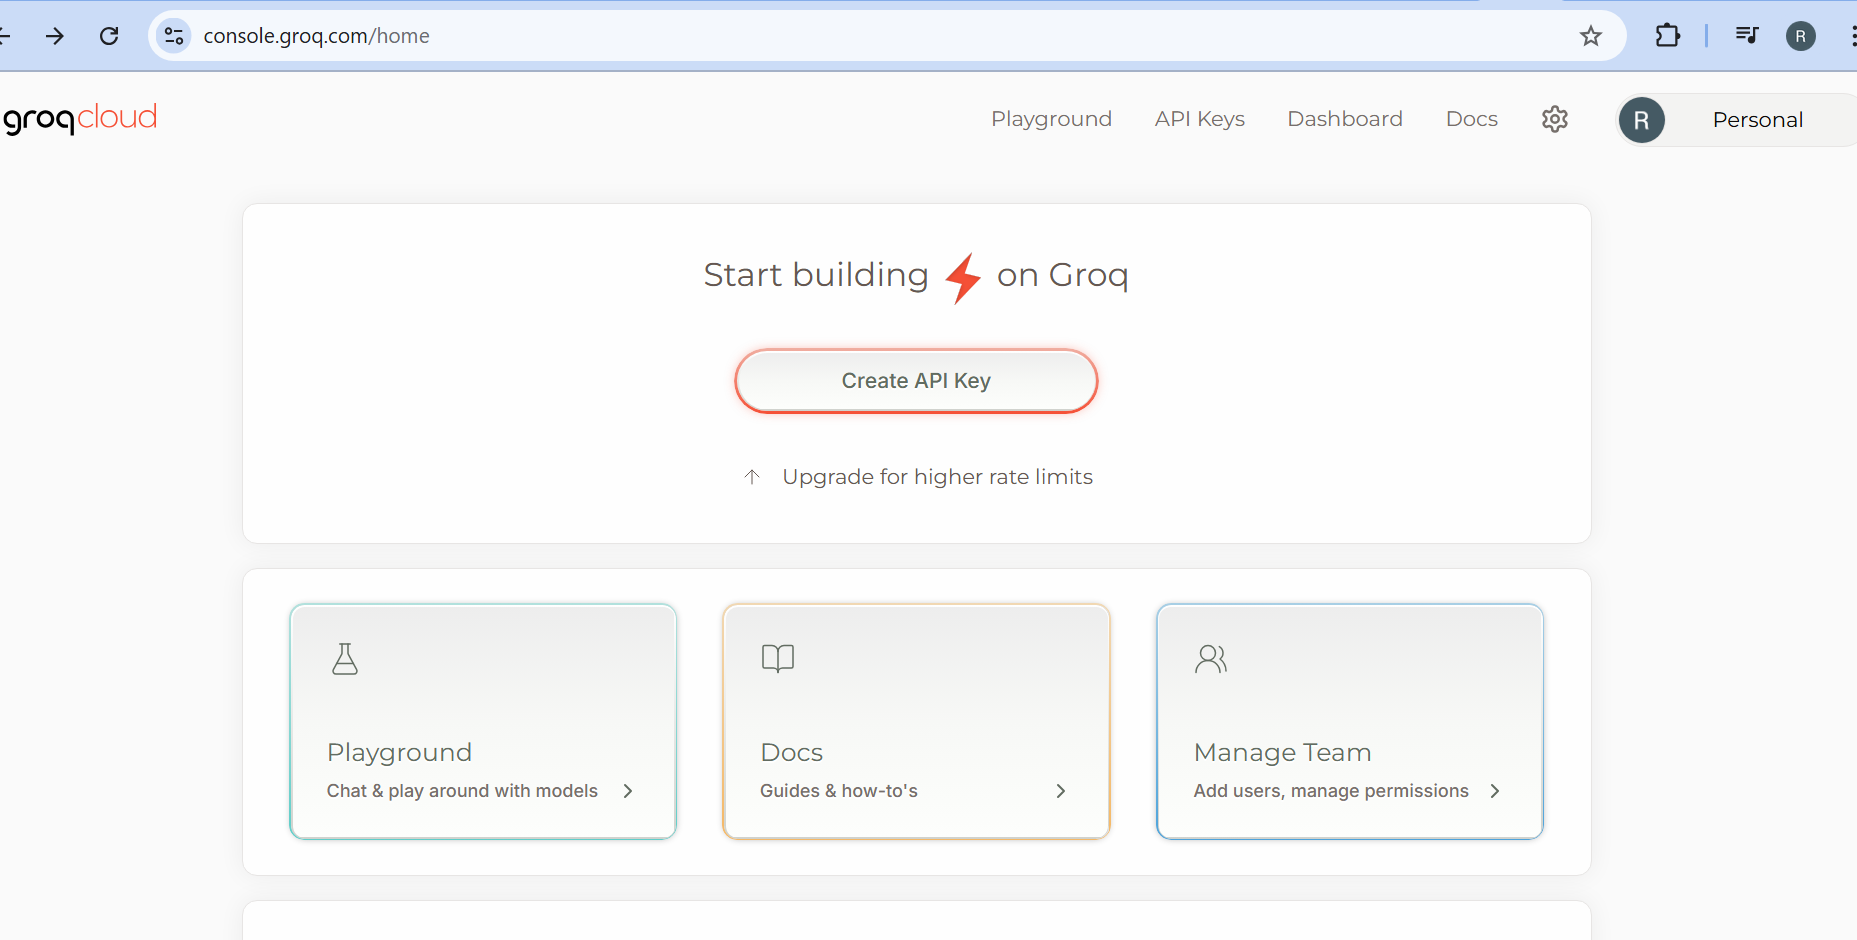 console.groq.com/home
R
groqcloud
Playground
API Keys
Dashboard
Docs
R
Personal
Start building on Groq
Create API Key
Upgrade for higher rate limits
Playground
Chat & play around with models
Docs
Guides & how-to's
Manage Team
Add users, manage permissions